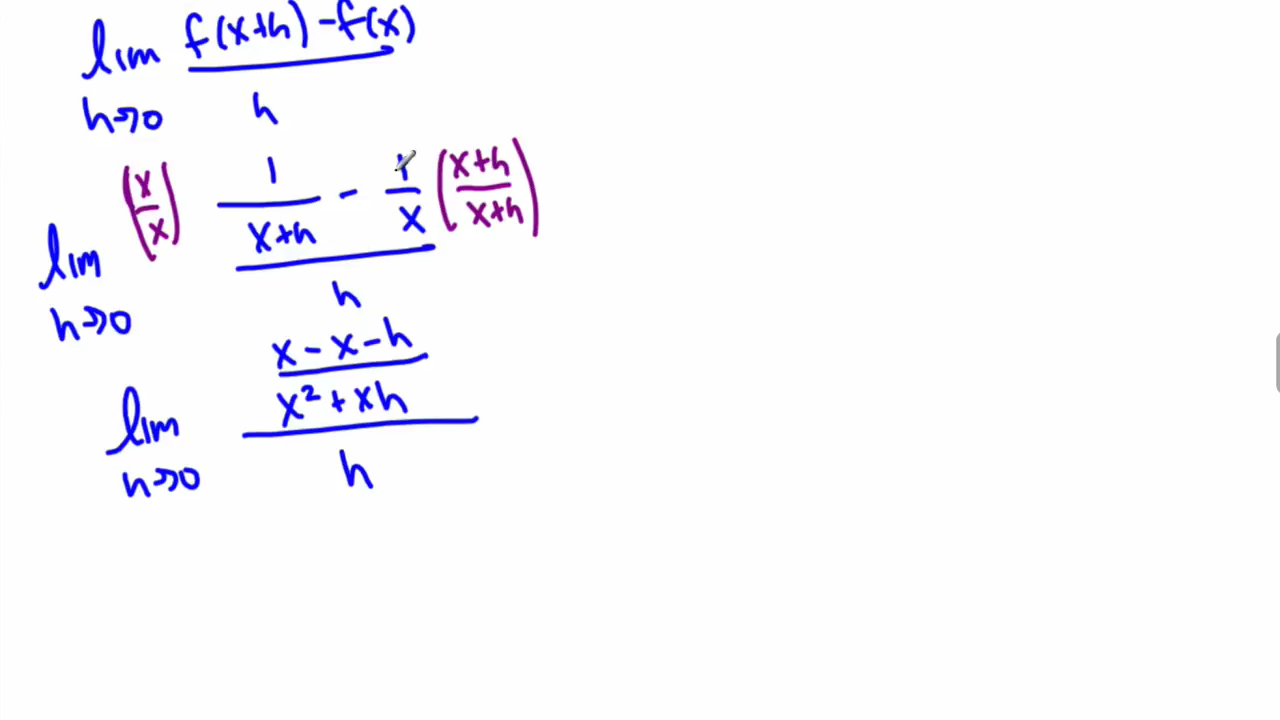 lim f(x+h) - f(x)
h→0 h
(x/x) 1/(x+h) - 1/x ((x+h)/(x+h))
lim
h→0 h
x - x - h
lim x² + xh
h→0 h